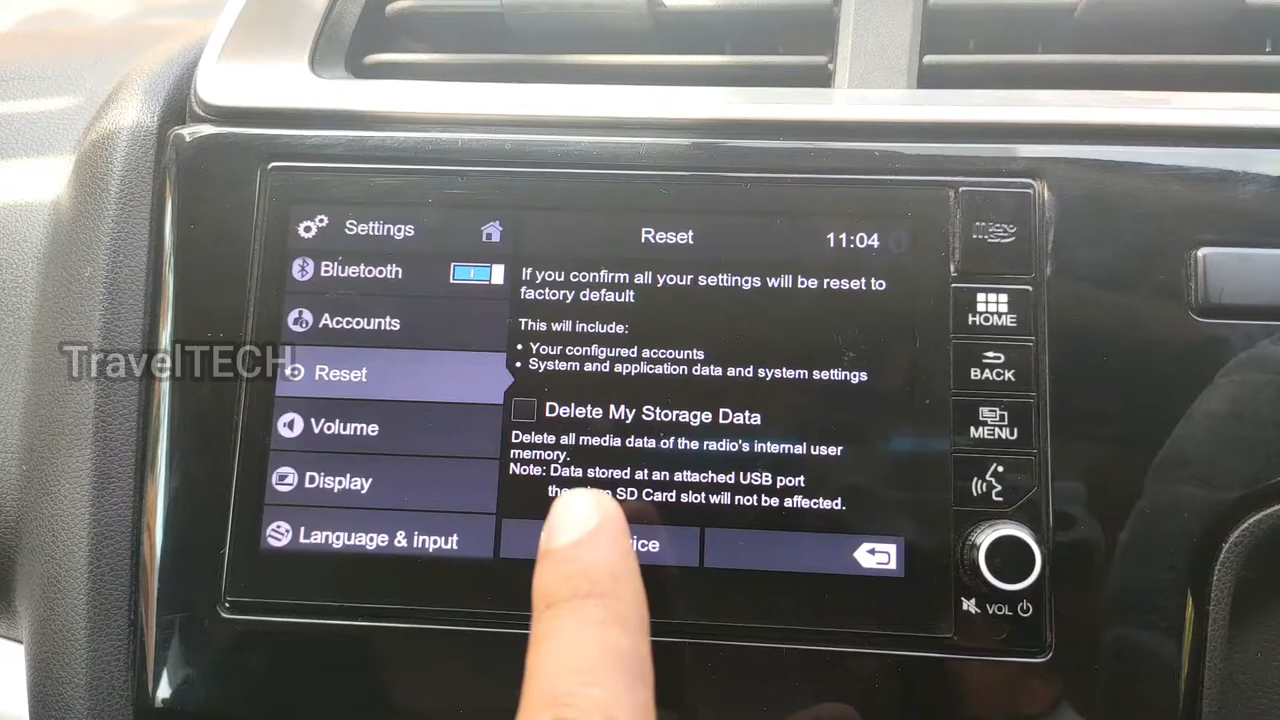 Settings
Reset
11:04
Bluetooth
Accounts
Reset
Volume
Display
Language & input
If you confirm all your settings will be reset to
factory default
This will include:
• Your configured accounts
• System and application data and system settings
Delete My Storage Data
Delete all media data of the radio's internal user
memory.
Note: Data stored at an attached USB port
SD Card slot will not be affected.
micro
HOME
BACK
MENU
VOL
TravelTECH